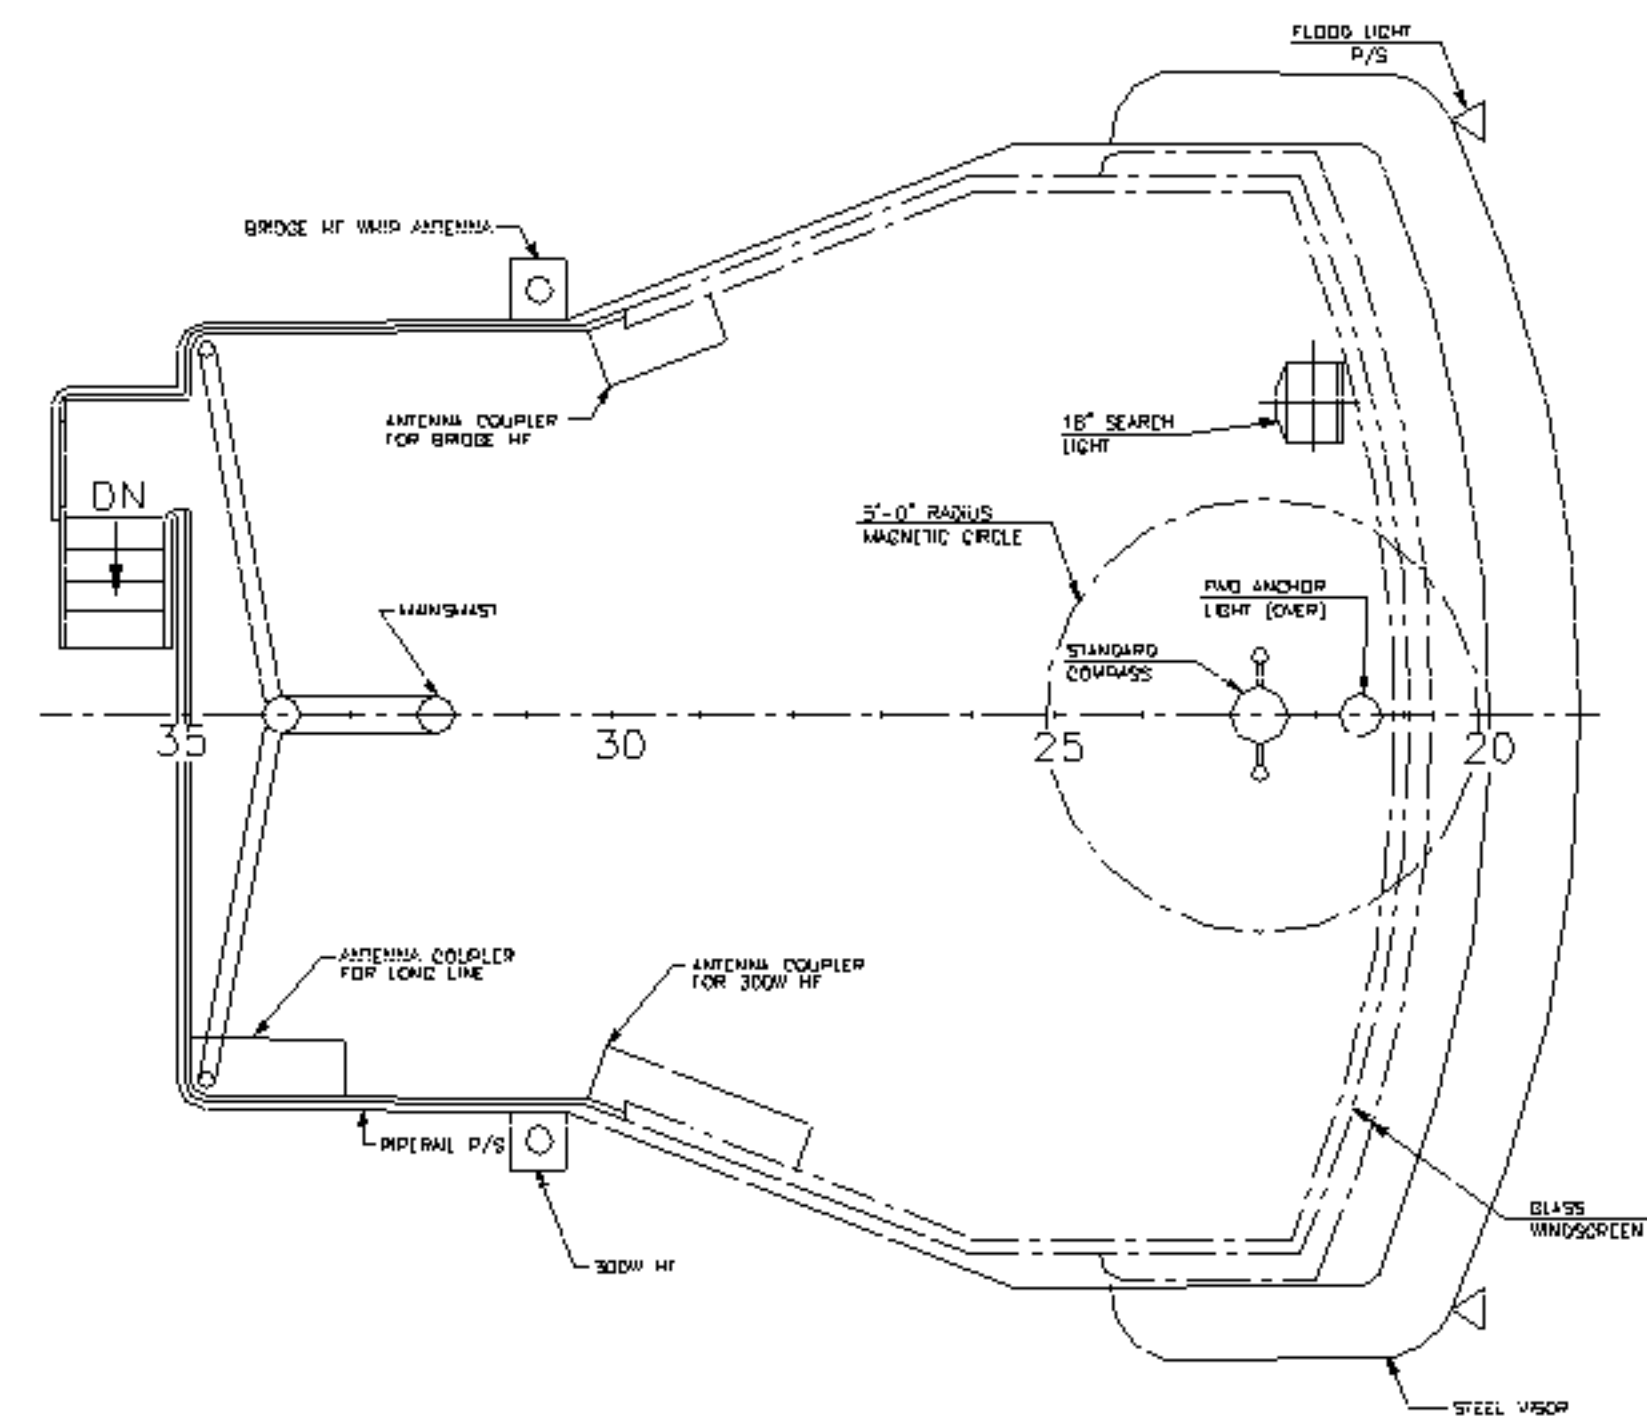 FLOOD LIGHT
P/S
BRIDGE HF WHIP ANTENNA
ANTENNA COUPLER
FOR BRIDGE HF
18" SEARCH
LIGHT
DN
5'-0" RADIUS
MAGNETIC CIRCLE
MAINSMAST
FWD ANCHOR
LIGHT (OVER)
STANDARD
COMPASS
35
30
25
20
ANTENNA COUPLER
FOR LONG LINE
ANTENNA COUPLER
FOR 300W HF
PIPERAIL P/S
300W HF
GLASS
WINDSCREEN
STEEL VISOR